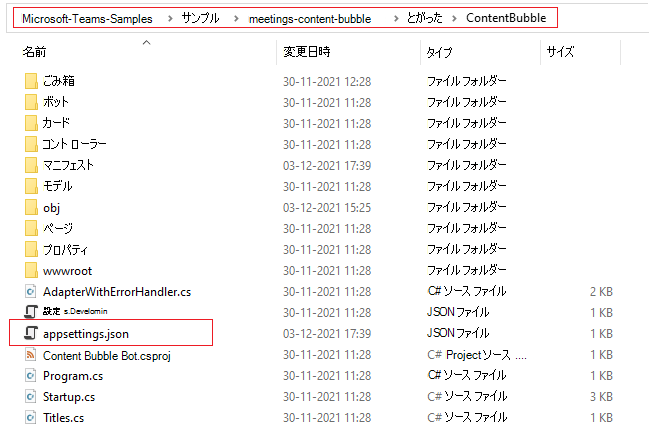 Microsoft-Teams-Samples > サンプル > meetings-content-bubble > とがった > ContentBubble
名前 変更日時 タイプ サイズ
ごみ箱 30-11-2021 12:28 ファイルフォルダー
ボット 30-11-2021 11:28 ファイルフォルダー
カード 30-11-2021 11:28 ファイルフォルダー
コントローラー 30-11-2021 11:28 ファイルフォルダー
マニフェスト 03-12-2021 17:39 ファイルフォルダー
モデル 30-11-2021 11:28 ファイルフォルダー
obj 03-12-2021 15:25 ファイルフォルダー
ページ 30-11-2021 11:28 ファイルフォルダー
プロパティ 30-11-2021 11:28 ファイルフォルダー
wwwroot 30-11-2021 11:28 ファイルフォルダー
AdapterWithErrorHandler.cs 30-11-2021 11:28 C# ソース ファイル 2 KB
設定 s.Develomin 30-11-2021 11:28 JSONファイル 1 KB
appsettings.json 03-12-2021 17:39 JSONファイル 1 KB
Content Bubble Bot.csproj 30-11-2021 11:28 C# Projectソース .... 1 KB
Program.cs 30-11-2021 11:28 C# ソース ファイル 1 KB
Startup.cs 30-11-2021 11:28 C# ソース ファイル 3 KB
Titles.cs 30-11-2021 11:28 C# ソース ファイル 1 KB